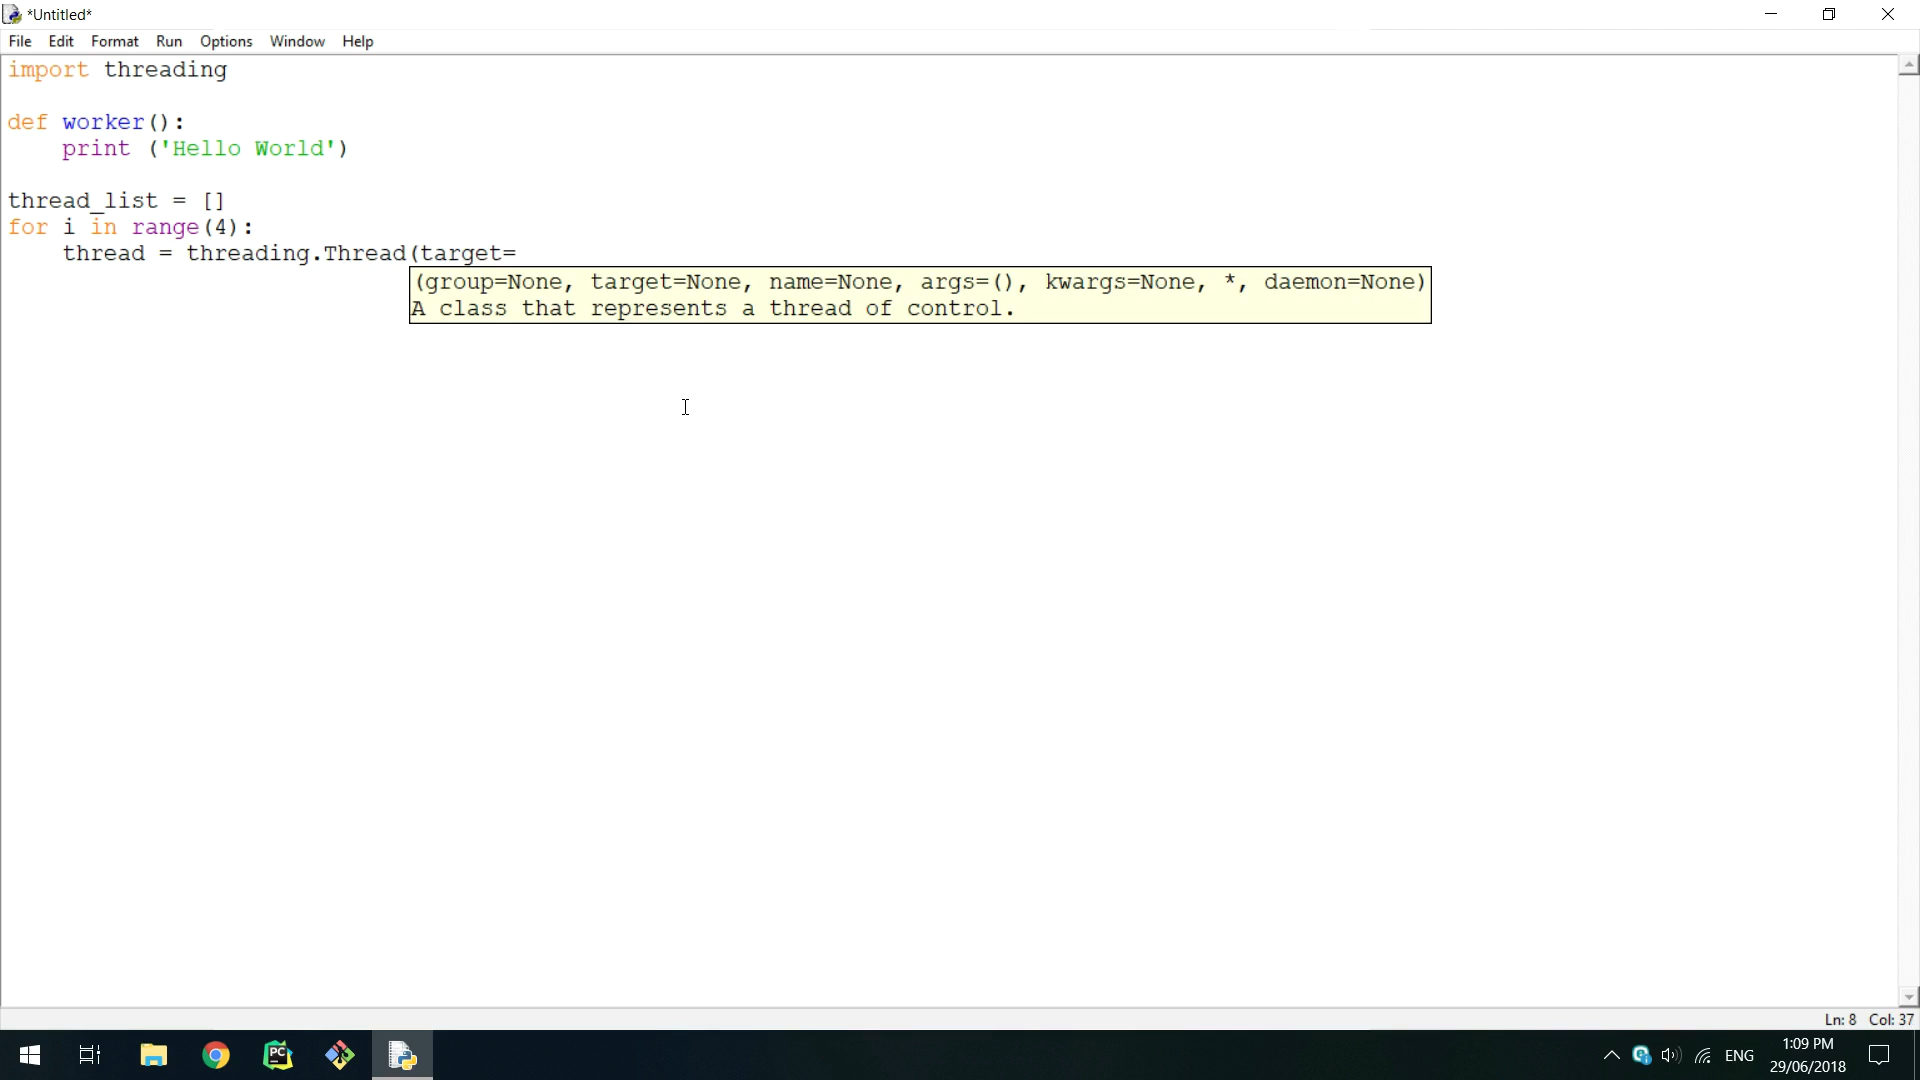 *Untitled*
File Edit Format Run Options Window Help
import threading
def worker():
    print ('Hello World')
thread_list = []
for i in range(4):
    thread = threading.Thread(target=
(group=None, target=None, name=None, args=(), kwargs=None, *, daemon=None)
A class that represents a thread of control.
Ln: 8 Col: 37
PC
ENG
1:09 PM
29/06/2018